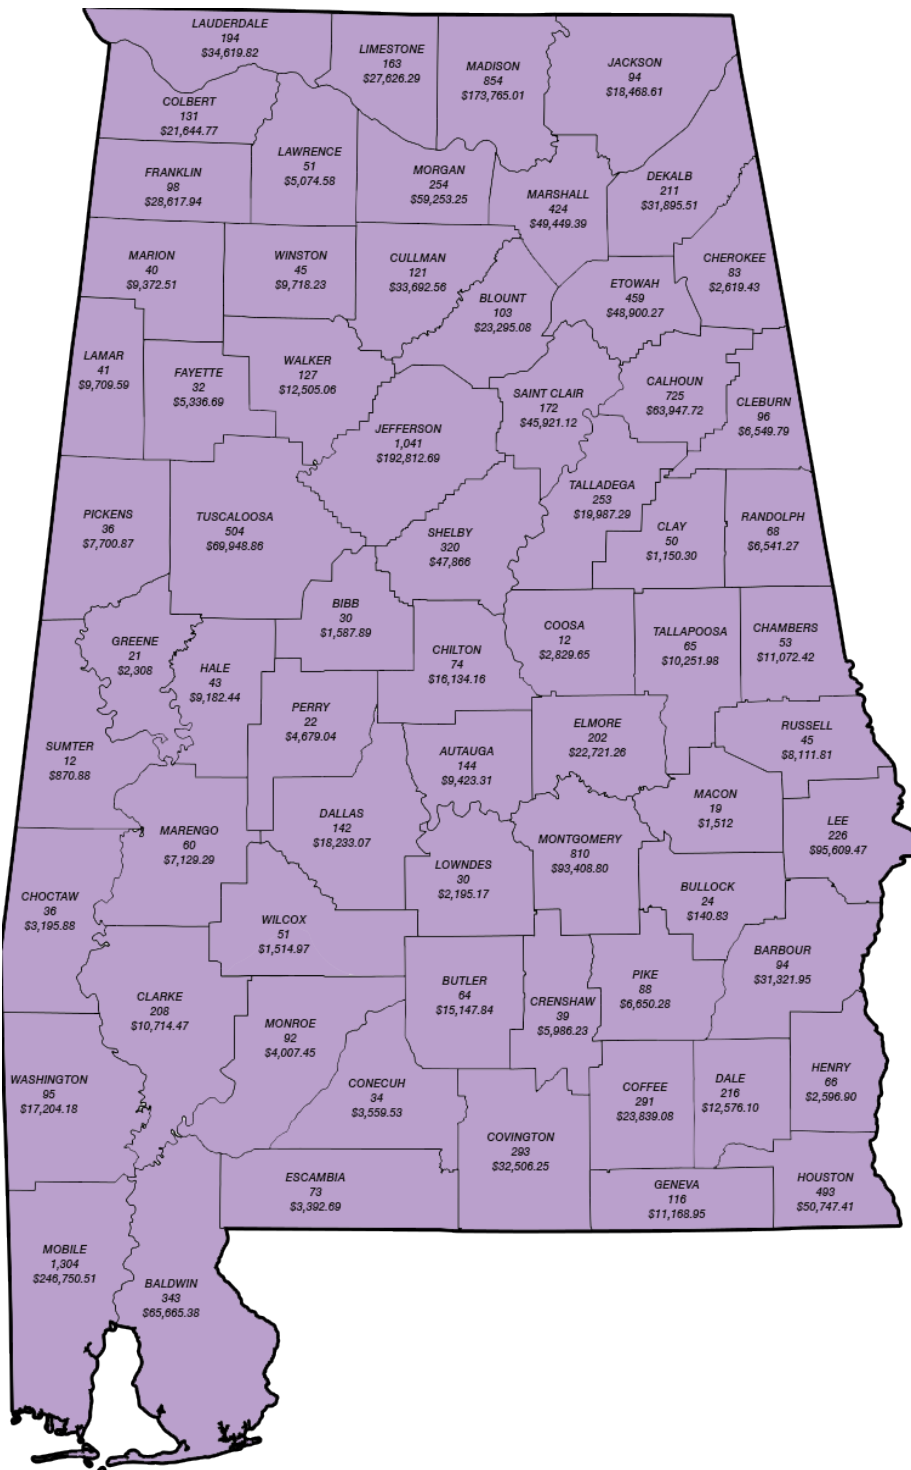 LAUDERDALE
194
$34,619.82
LIMESTONE
163
$27,626.29
MADISON
854
$173,765.01
JACKSON
94
$18,468.61
COLBERT
131
$21,644.77
LAWRENCE
51
$5,074.58
FRANKLIN
98
$28,617.94
MORGAN
254
$59,253.25
MARSHALL
424
$49,449.39
DEKALB
211
$31,895.51
MARION
40
$9,372.51
WINSTON
45
$9,718.23
CULLMAN
121
$33,692.56
BLOUNT
103
$23,295.08
ETOWAH
459
$48,900.27
CHEROKEE
83
$2,619.43
LAMAR
41
$9,709.59
FAYETTE
32
$5,336.69
WALKER
127
$12,505.06
JEFFERSON
1,041
$192,812.69
SAINT CLAIR
172
$45,921.12
CALHOUN
725
$63,947.72
CLEBURN
96
$6,549.79
PICKENS
36
$7,700.87
TUSCALOOSA
504
$69,948.86
SHELBY
320
$47,866
TALLADEGA
253
$19,987.29
CLAY
50
$1,150.30
RANDOLPH
68
$6,541.27
GREENE
21
$2,308
HALE
43
$9,182.44
BIBB
30
$1,587.89
CHILTON
74
$16,134.16
COOSA
12
$2,829.65
TALLAPOOSA
65
$10,251.98
CHAMBERS
53
$11,072.42
SUMTER
12
$870.88
PERRY
22
$4,679.04
AUTAUGA
144
$9,423.31
ELMORE
202
$22,721.26
RUSSELL
45
$8,111.81
MARENGO
60
$7,129.29
DALLAS
142
$18,233.07
LOWNDES
30
$2,195.17
MONTGOMERY
810
$93,408.80
MACON
19
$1,512
LEE
226
$95,609.47
CHOCTAW
36
$3,195.88
WILCOX
51
$1,514.97
BULLOCK
24
$140.83
CLARKE
208
$10,714.47
MONROE
92
$4,007.45
BUTLER
64
$15,147.84
CRENSHAW
39
$5,986.23
PIKE
88
$6,650.28
BARBOUR
94
$31,321.95
WASHINGTON
95
$17,204.18
CONECUH
34
$3,559.53
COVINGTON
293
$32,506.25
COFFEE
291
$23,839.08
DALE
216
$12,576.10
HENRY
66
$2,596.90
ESCAMBIA
73
$3,392.69
GENEVA
116
$11,168.95
HOUSTON
493
$50,747.41
MOBILE
1,304
$246,750.51
BALDWIN
343
$65,665.38